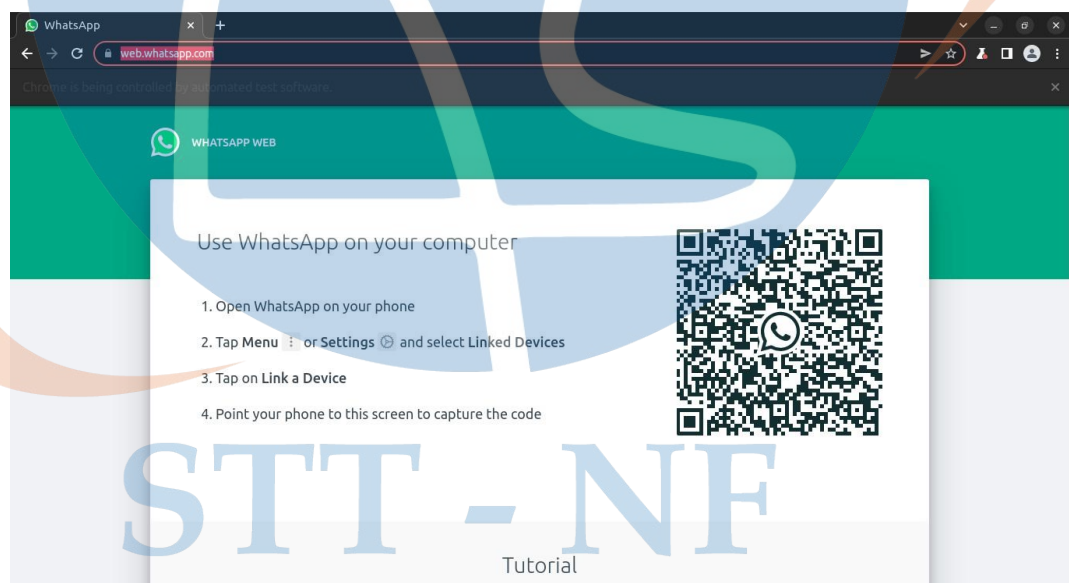 WhatsApp
web.whatsapp.com
Chrome is being controlled by automated test software.
WHATSAPP WEB
Use WhatsApp on your computer
1. Open WhatsApp on your phone
2. Tap Menu or Settings and select Linked Devices
3. Tap on Link a Device
4. Point your phone to this screen to capture the code
STT - NF
Tutorial